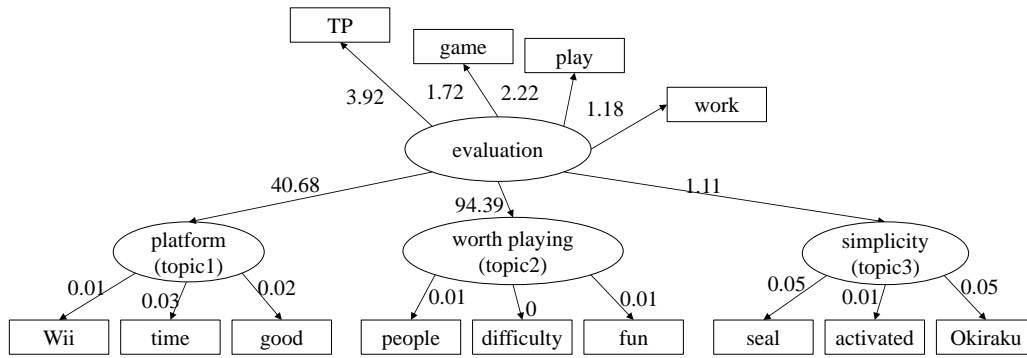 TP
game
play
3.92
1.72
2.22
1.18
work
evaluation
40.68
94.39
1.11
platform
(topic1)
worth playing
(topic2)
simplicity
(topic3)
0.01
0.03
0.02
0.01
0
0.01
0.05
0.01
0.05
Wii
time
good
people
difficulty
fun
seal
activated
Okiraku